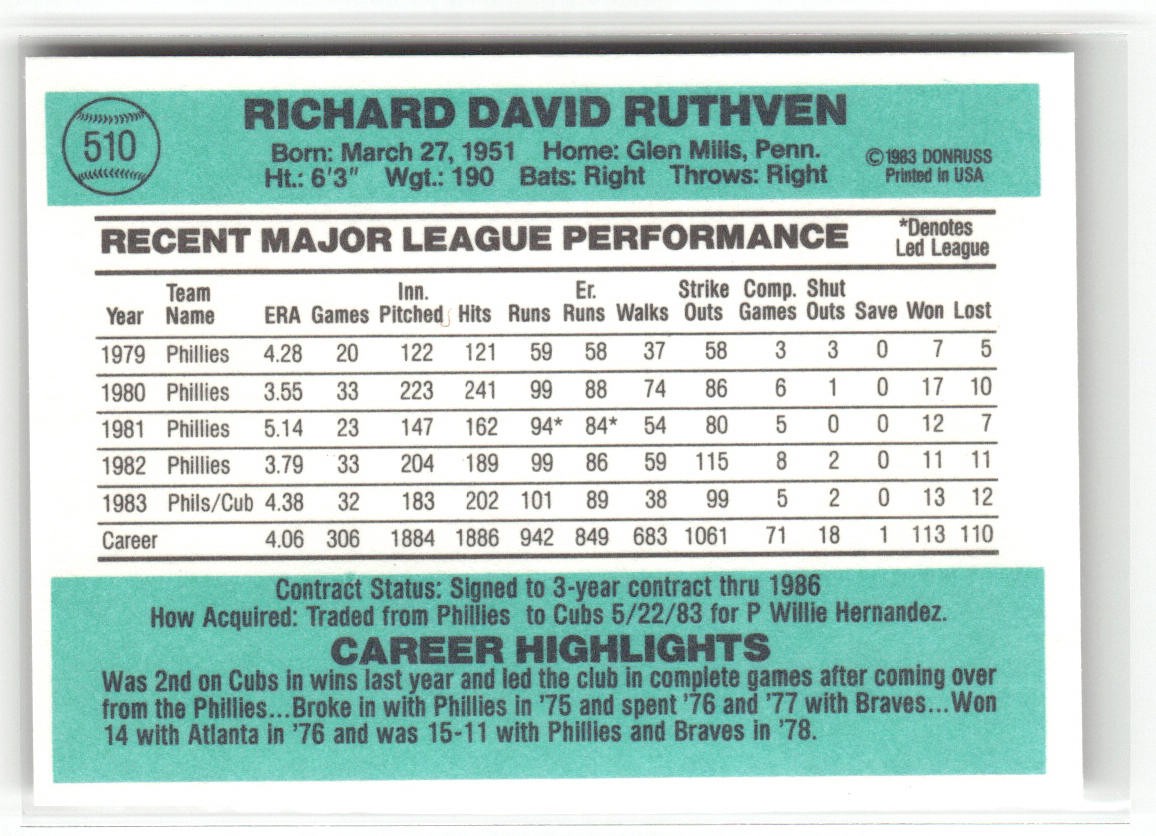 510
RICHARD DAVID RUTHVEN
Born: March 27, 1951 Home: Glen Mills, Penn.
Ht.: 6'3" Wgt.: 190 Bats: Right Throws: Right
©1983 DONRUSS
Printed in USA
RECENT MAJOR LEAGUE PERFORMANCE
*Denotes
Led League
Year Team Name ERA Games Inn. Pitched Hits Runs Er. Runs Walks Strike Outs Comp. Games Shut Outs Save Won Lost
1979 Phillies 4.28 20 122 121 59 58 37 58 3 3 0 7 5
1980 Phillies 3.55 33 223 241 99 88 74 86 6 1 0 17 10
1981 Phillies 5.14 23 147 162 94* 84* 54 80 5 0 0 12 7
1982 Phillies 3.79 33 204 189 99 86 59 115 8 2 0 11 11
1983 Phils/Cub 4.38 32 183 202 101 89 38 99 5 2 0 13 12
Career 4.06 306 1884 1886 942 849 683 1061 71 18 1 113 110
Contract Status: Signed to 3-year contract thru 1986
How Acquired: Traded from Phillies to Cubs 5/22/83 for P Willie Hernandez.
CAREER HIGHLIGHTS
Was 2nd on Cubs in wins last year and led the club in complete games after coming over
from the Phillies...Broke in with Phillies in '75 and spent '76 and '77 with Braves...Won
14 with Atlanta in '76 and was 15-11 with Phillies and Braves in '78.